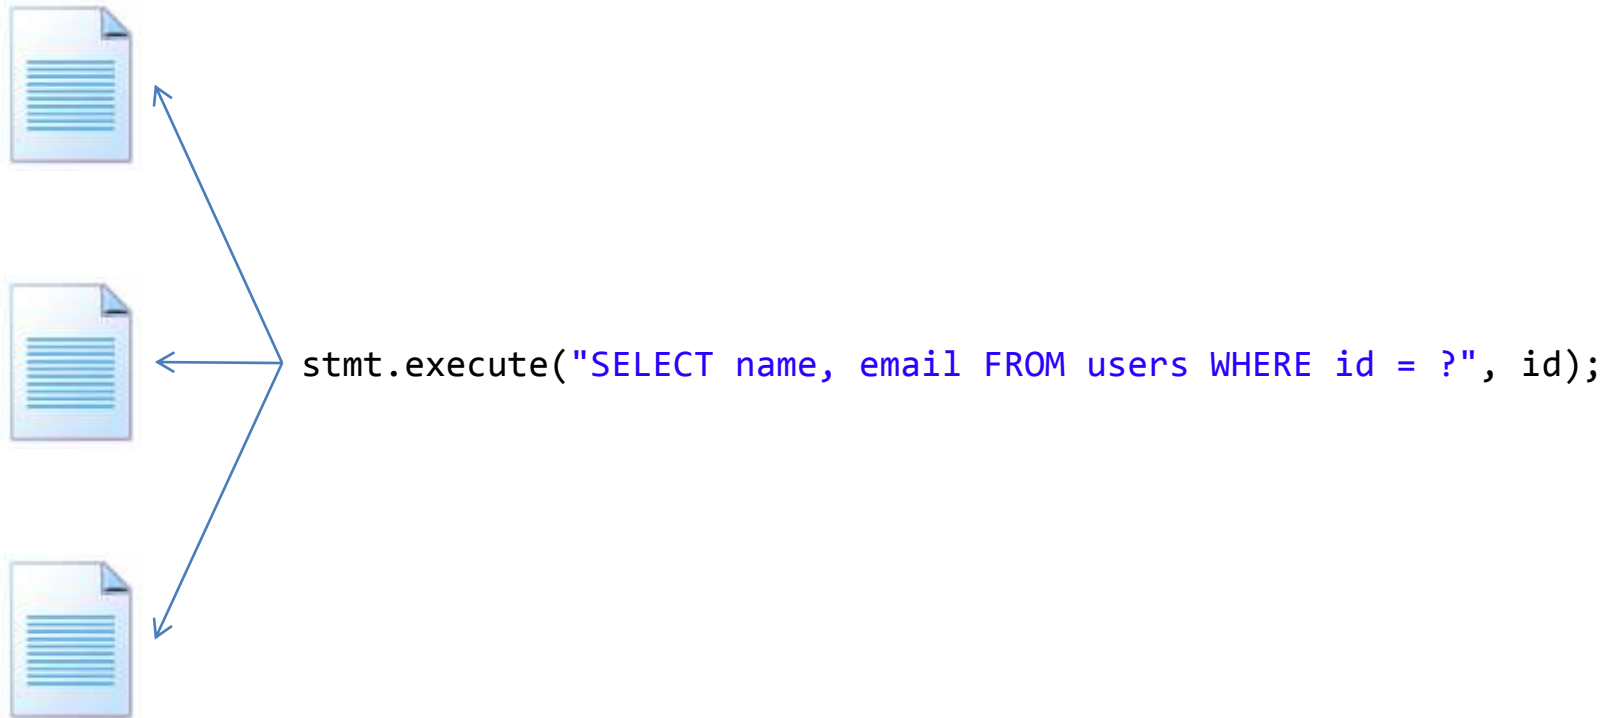 stmt.execute("SELECT name, email FROM users WHERE id = ?", id);